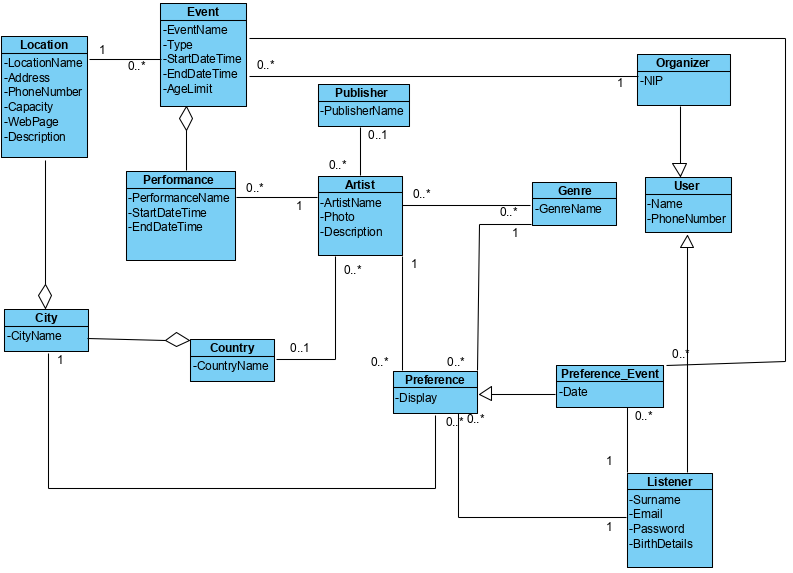 Event
-EventName
-Type
-StartDateTime
-EndDateTime
-AgeLimit
Location
-LocationName
-Address
-PhoneNumber
-Capacity
-WebPage
-Description
1
0..*
0..*
1
Organizer
-NIP
Publisher
-PublisherName
0..1
0..*
Performance
-PerformanceName
-StartDateTime
-EndDateTime
0..*
1
Artist
-ArtistName
-Photo
-Description
0..*
0..*
1
Genre
-GenreName
User
-Name
-PhoneNumber
0..*
1
City
-CityName
1
Country
-CountryName
0..1
0..*
0..*
0..*
Preference
-Display
0..*
0..*
Preference_Event
-Date
0..*
1
1
Listener
-Surname
-Email
-Password
-BirthDetails